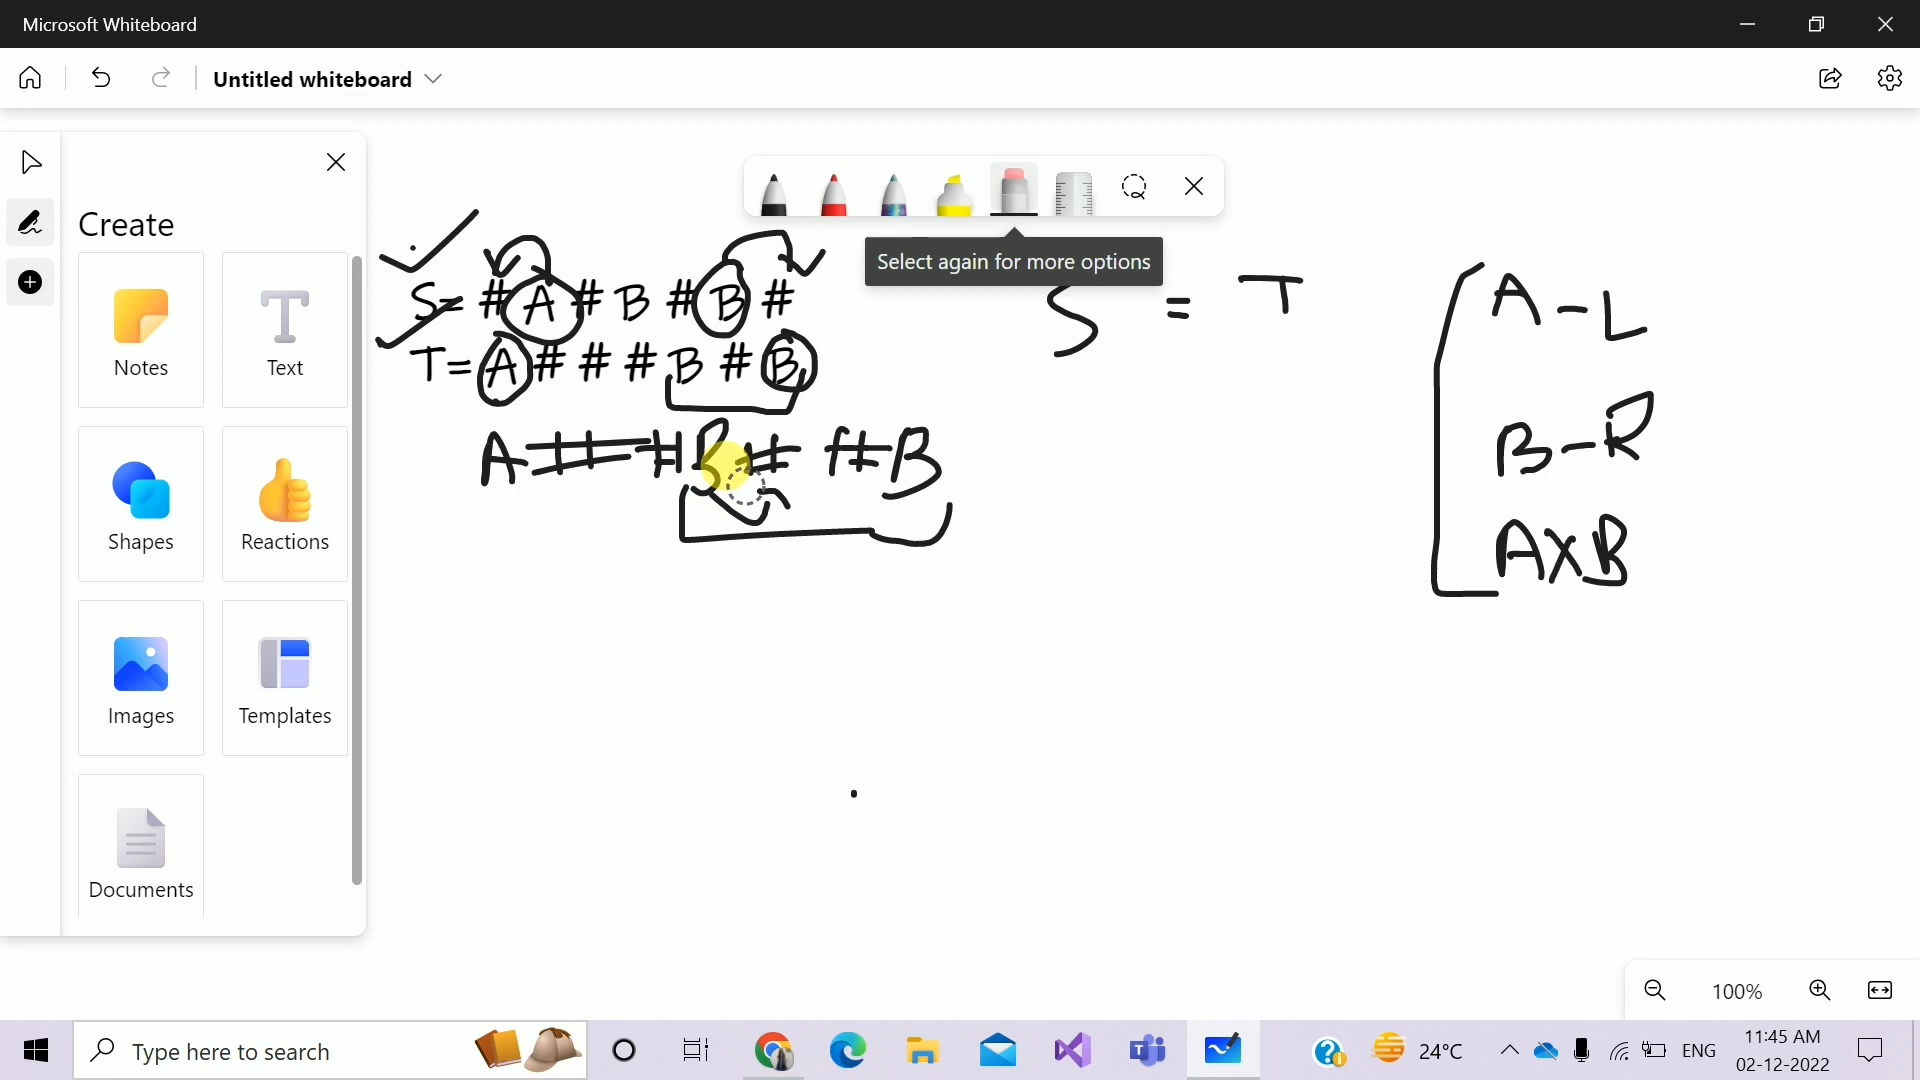 Microsoft Whiteboard
Untitled whiteboard
Create
Notes
Text
Shapes
Reactions
Images
Templates
Documents
Select again for more options
S= #A#B#B#
T= A###B#B
A###B##B
S = T
A-L
B-R
AXB
100%
Type here to search
24°C
ENG
11:45 AM
02-12-2022